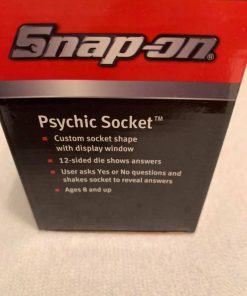 Snap-on®
Psychic Socket™
Custom socket shape
with display window
12-sided die shows answers
User asks Yes or No questions and
shakes socket to reveal answers
Ages 8 and up